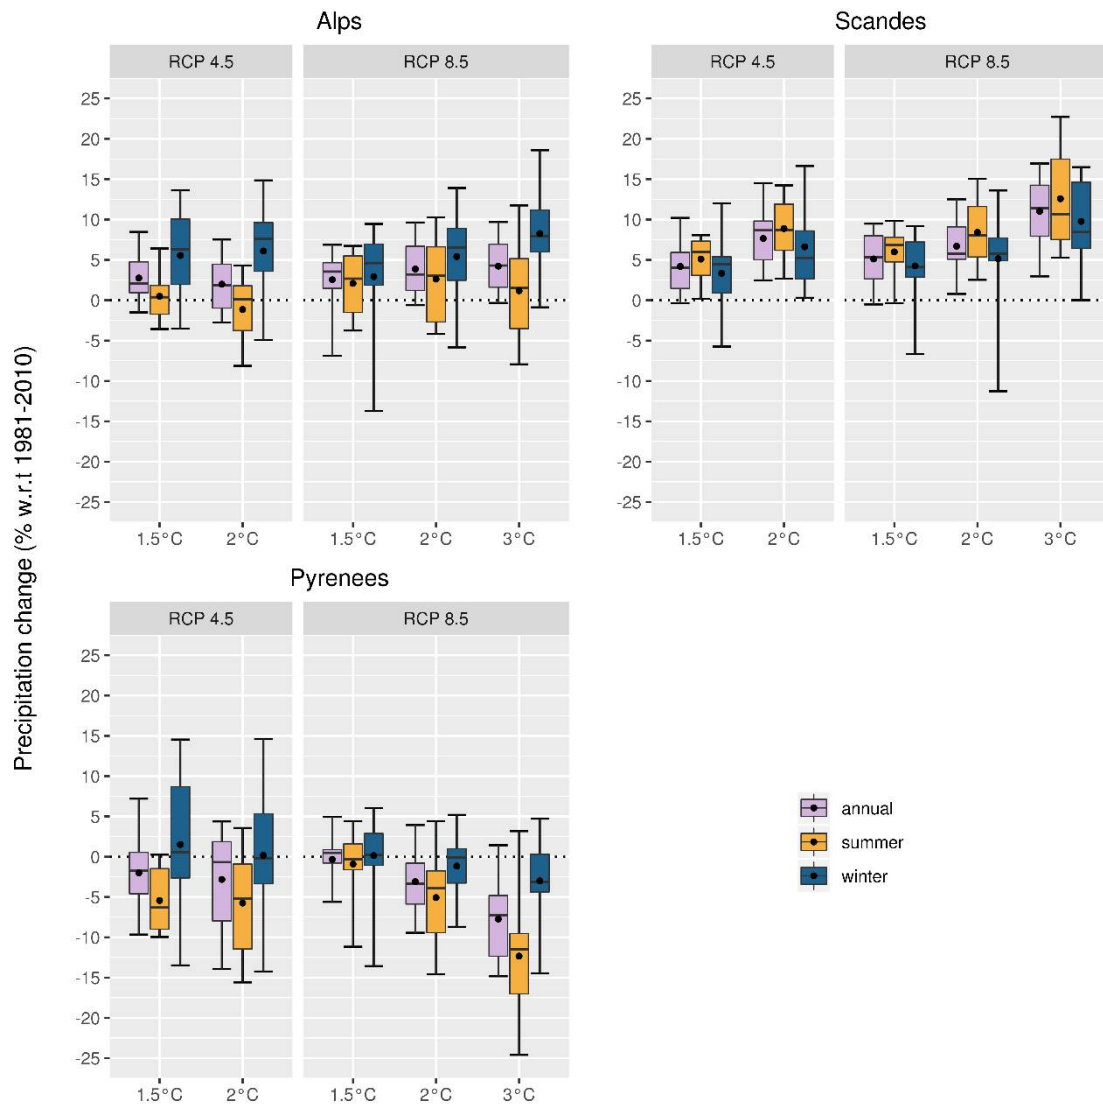 Alps
RCP 4.5
RCP 8.5
25
20
15
10
5
0
-5
-10
-15
-20
-25
1.5°C
2°C
1.5°C
2°C
3°C
Scandes
RCP 4.5
RCP 8.5
25
20
15
10
5
0
-5
-10
-15
-20
-25
1.5°C
2°C
1.5°C
2°C
3°C
Precipitation change (% w.r.t 1981-2010)
Pyrenees
RCP 4.5
RCP 8.5
25
20
15
10
5
0
-5
-10
-15
-20
-25
1.5°C
2°C
1.5°C
2°C
3°C
annual
summer
winter